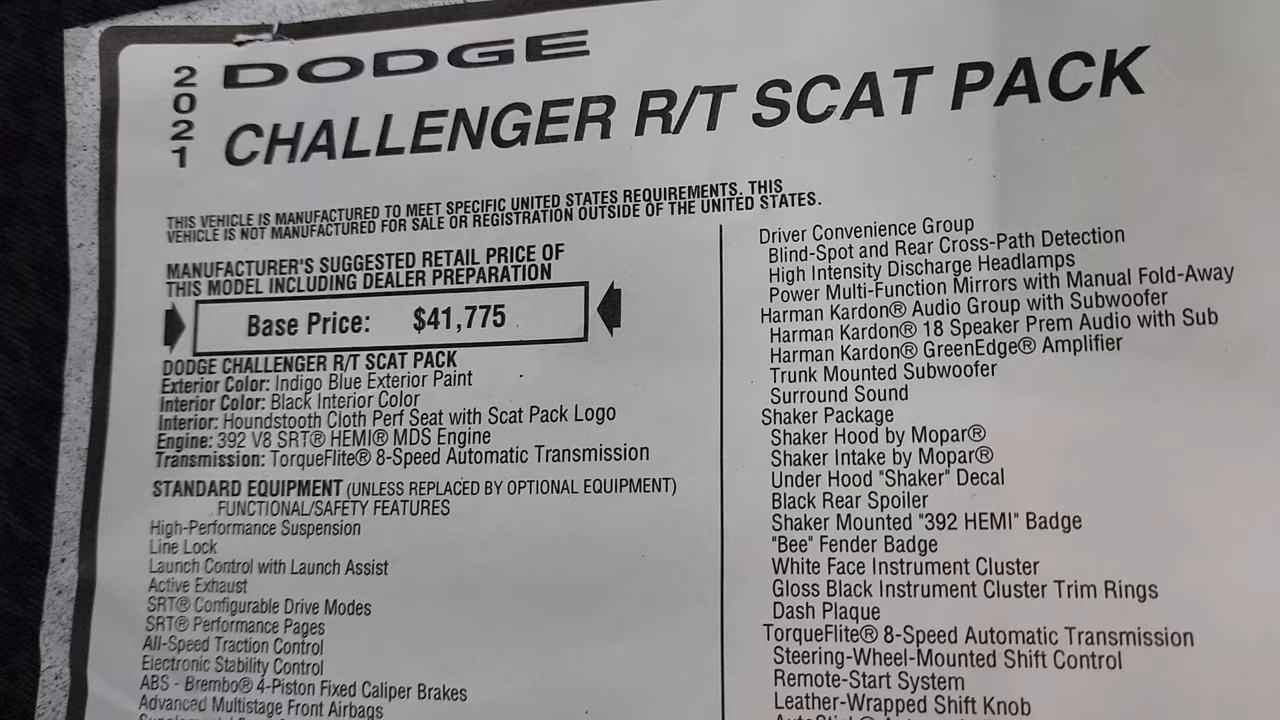 2021
DODGE
CHALLENGER R/T SCAT PACK
THIS VEHICLE IS MANUFACTURED TO MEET SPECIFIC UNITED STATES REQUIREMENTS. THIS
VEHICLE IS NOT MANUFACTURED FOR SALE OR REGISTRATION OUTSIDE OF THE UNITED STATES.
MANUFACTURER'S SUGGESTED RETAIL PRICE OF
THIS MODEL INCLUDING DEALER PREPARATION
Base Price: $41,775
DODGE CHALLENGER R/T SCAT PACK
Exterior Color: Indigo Blue Exterior Paint
Interior Color: Black Interior Color
Interior: Houndstooth Cloth Perf Seat with Scat Pack Logo
Engine: 392 V8 SRT® HEMI® MDS Engine
Transmission: TorqueFlite® 8-Speed Automatic Transmission
STANDARD EQUIPMENT (UNLESS REPLACED BY OPTIONAL EQUIPMENT)
FUNCTIONAL/SAFETY FEATURES
High-Performance Suspension
Line Lock
Launch Control with Launch Assist
Active Exhaust
SRT® Configurable Drive Modes
SRT® Performance Pages
All-Speed Traction Control
Electronic Stability Control
ABS - Brembo® 4-Piston Fixed Caliper Brakes
Advanced Multistage Front Airbags
Driver Convenience Group
Blind-Spot and Rear Cross-Path Detection
High Intensity Discharge Headlamps
Power Multi-Function Mirrors with Manual Fold-Away
Harman Kardon® Audio Group with Subwoofer
Harman Kardon® 18 Speaker Prem Audio with Sub
Harman Kardon® GreenEdge® Amplifier
Trunk Mounted Subwoofer
Surround Sound
Shaker Package
Shaker Hood by Mopar®
Shaker Intake by Mopar®
Under Hood "Shaker" Decal
Black Rear Spoiler
Shaker Mounted "392 HEMI" Badge
"Bee" Fender Badge
White Face Instrument Cluster
Gloss Black Instrument Cluster Trim Rings
Dash Plaque
TorqueFlite® 8-Speed Automatic Transmission
Steering-Wheel-Mounted Shift Control
Remote-Start System
Leather-Wrapped Shift Knob